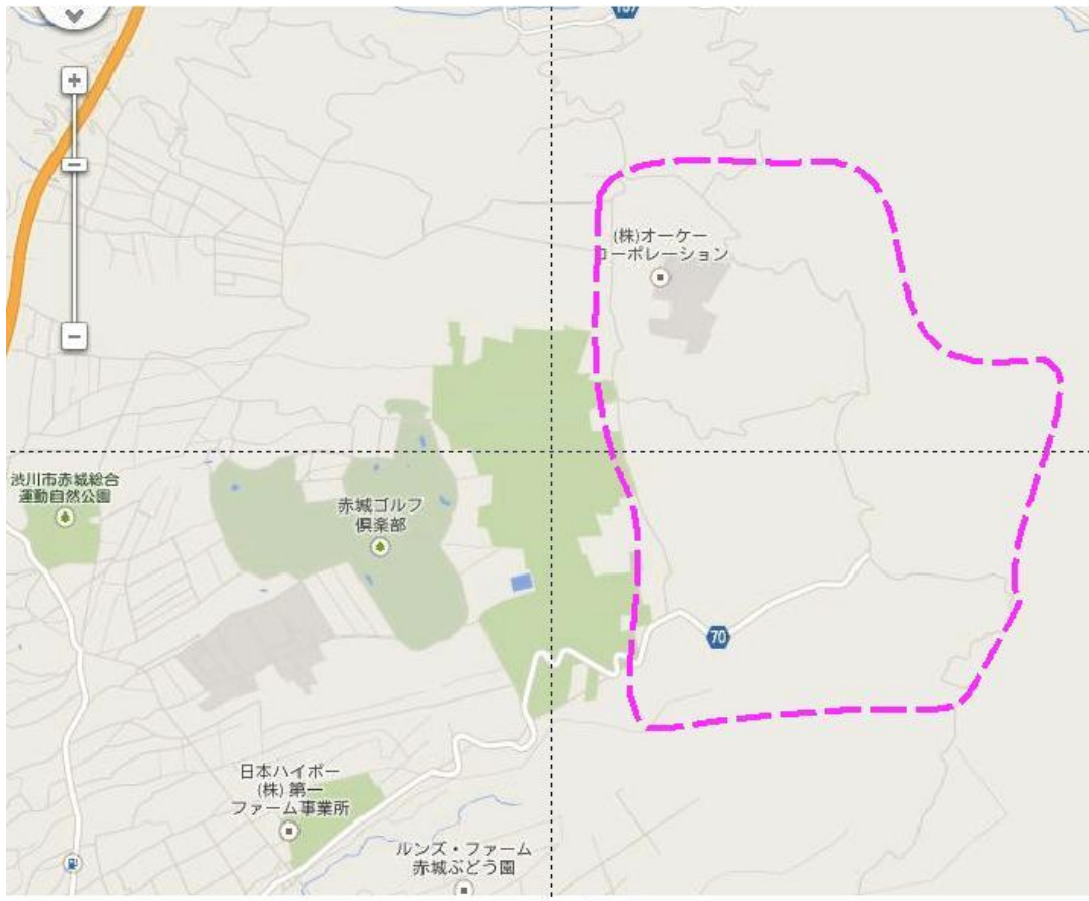 (株)オーケー
コーポレーション
渋川市赤城総合
運動自然公園
赤城ゴルフ
倶楽部
70
日本ハイポー
(株) 第一
ファーム事業所
ルンズ・ファーム
赤城ぶどう園